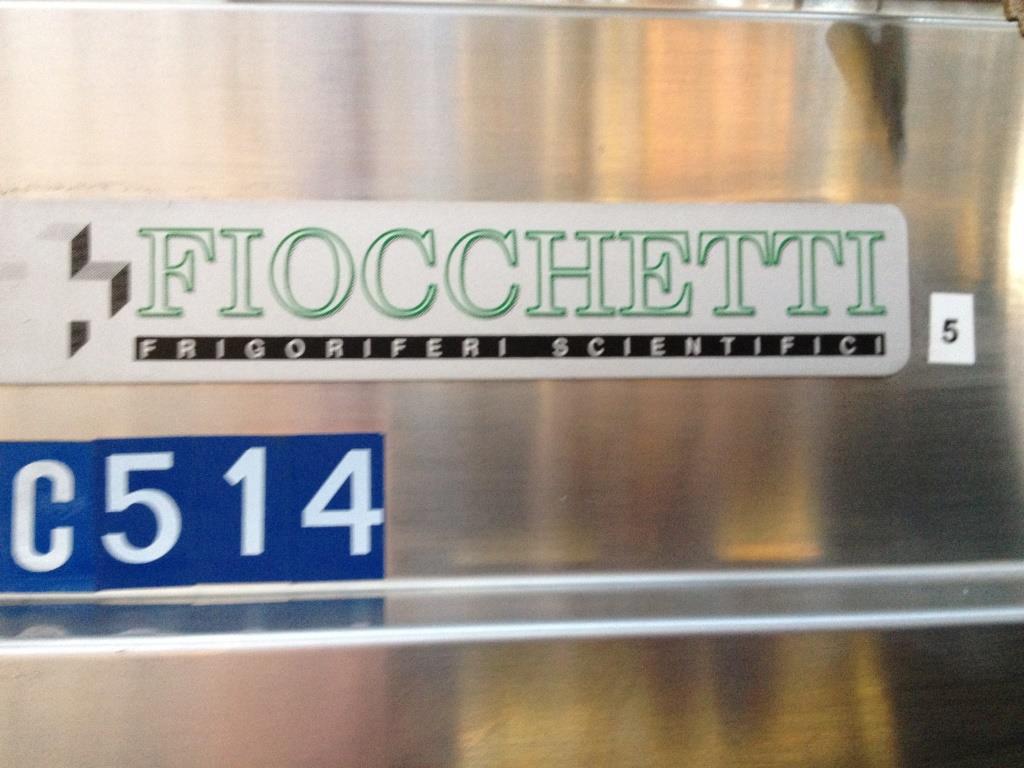 FIOCCHETTI
FRIGORIFERI SCIENTIFICI
5
C514